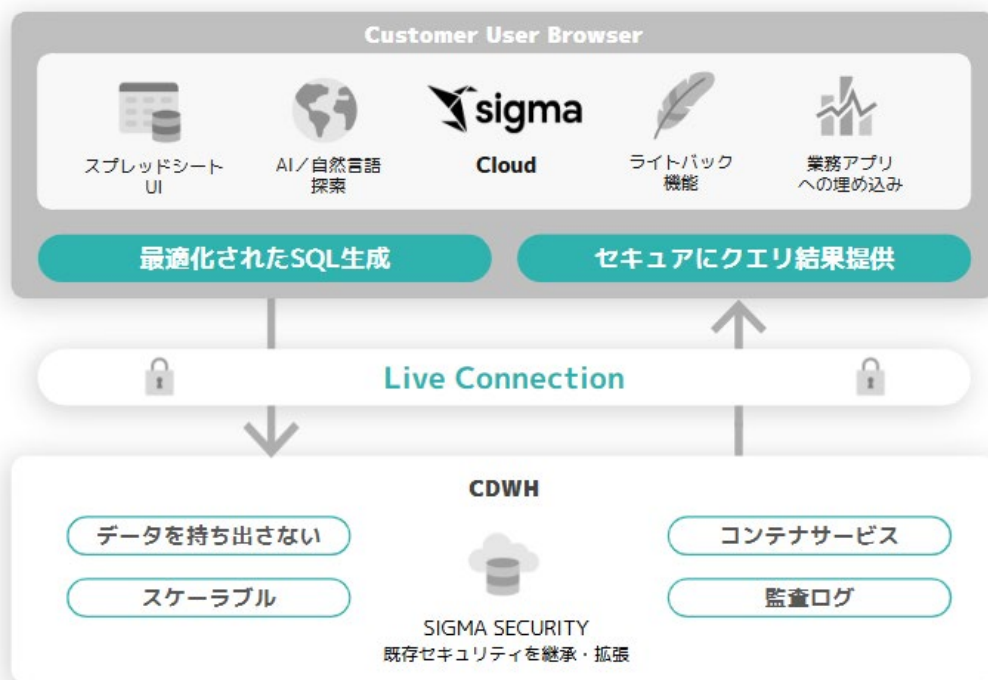 Customer User Browser
スプレッドシート
UI
AI／自然言語
探索
sigma
Cloud
ライトバック
機能
業務アプリ
への埋め込み
最適化されたSQL生成
セキュアにクエリ結果提供
Live Connection
CDWH
データを持ち出さない
コンテナサービス
スケーラブル
監査ログ
SIGMA SECURITY
既存セキュリティを継承・拡張